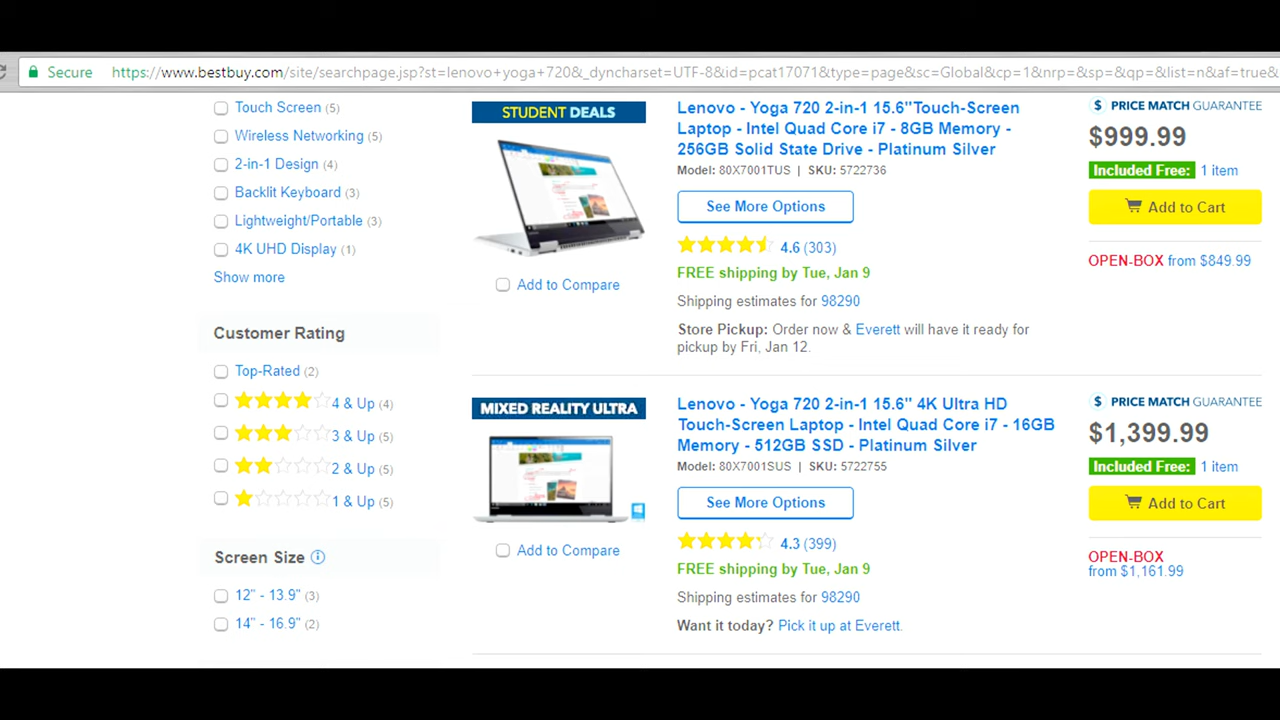 Secure https://www.bestbuy.com/site/searchpage.jsp?st=lenovo+yoga+720&_dyncharset=UTF-8&id=pcat17071&type=page&sc=Global&cp=1&nrp=&sp=&qp=&list=n&af=true&
Touch Screen (5)
Wireless Networking (5)
2-in-1 Design (4)
Backlit Keyboard (3)
Lightweight/Portable (3)
4K UHD Display (1)
Show more
Customer Rating
Top-Rated (2)
4 & Up (4)
3 & Up (5)
2 & Up (5)
1 & Up (5)
Screen Size
12" - 13.9" (3)
14" - 16.9" (2)
STUDENT DEALS
Add to Compare
Lenovo - Yoga 720 2-in-1 15.6"Touch-Screen
Laptop - Intel Quad Core i7 - 8GB Memory -
256GB Solid State Drive - Platinum Silver
Model: 80X7001TUS | SKU: 5722736
See More Options
4.6 (303)
FREE shipping by Tue, Jan 9
Shipping estimates for 98290
Store Pickup: Order now & Everett will have it ready for
pickup by Fri, Jan 12.
$ PRICE MATCH GUARANTEE
$999.99
Included Free: 1 item
Add to Cart
OPEN-BOX from $849.99
MIXED REALITY ULTRA
Add to Compare
Lenovo - Yoga 720 2-in-1 15.6" 4K Ultra HD
Touch-Screen Laptop - Intel Quad Core i7 - 16GB
Memory - 512GB SSD - Platinum Silver
Model: 80X7001SUS | SKU: 5722755
See More Options
4.3 (399)
FREE shipping by Tue, Jan 9
Shipping estimates for 98290
Want it today? Pick it up at Everett.
$ PRICE MATCH GUARANTEE
$1,399.99
Included Free: 1 item
Add to Cart
OPEN-BOX
from $1,161.99